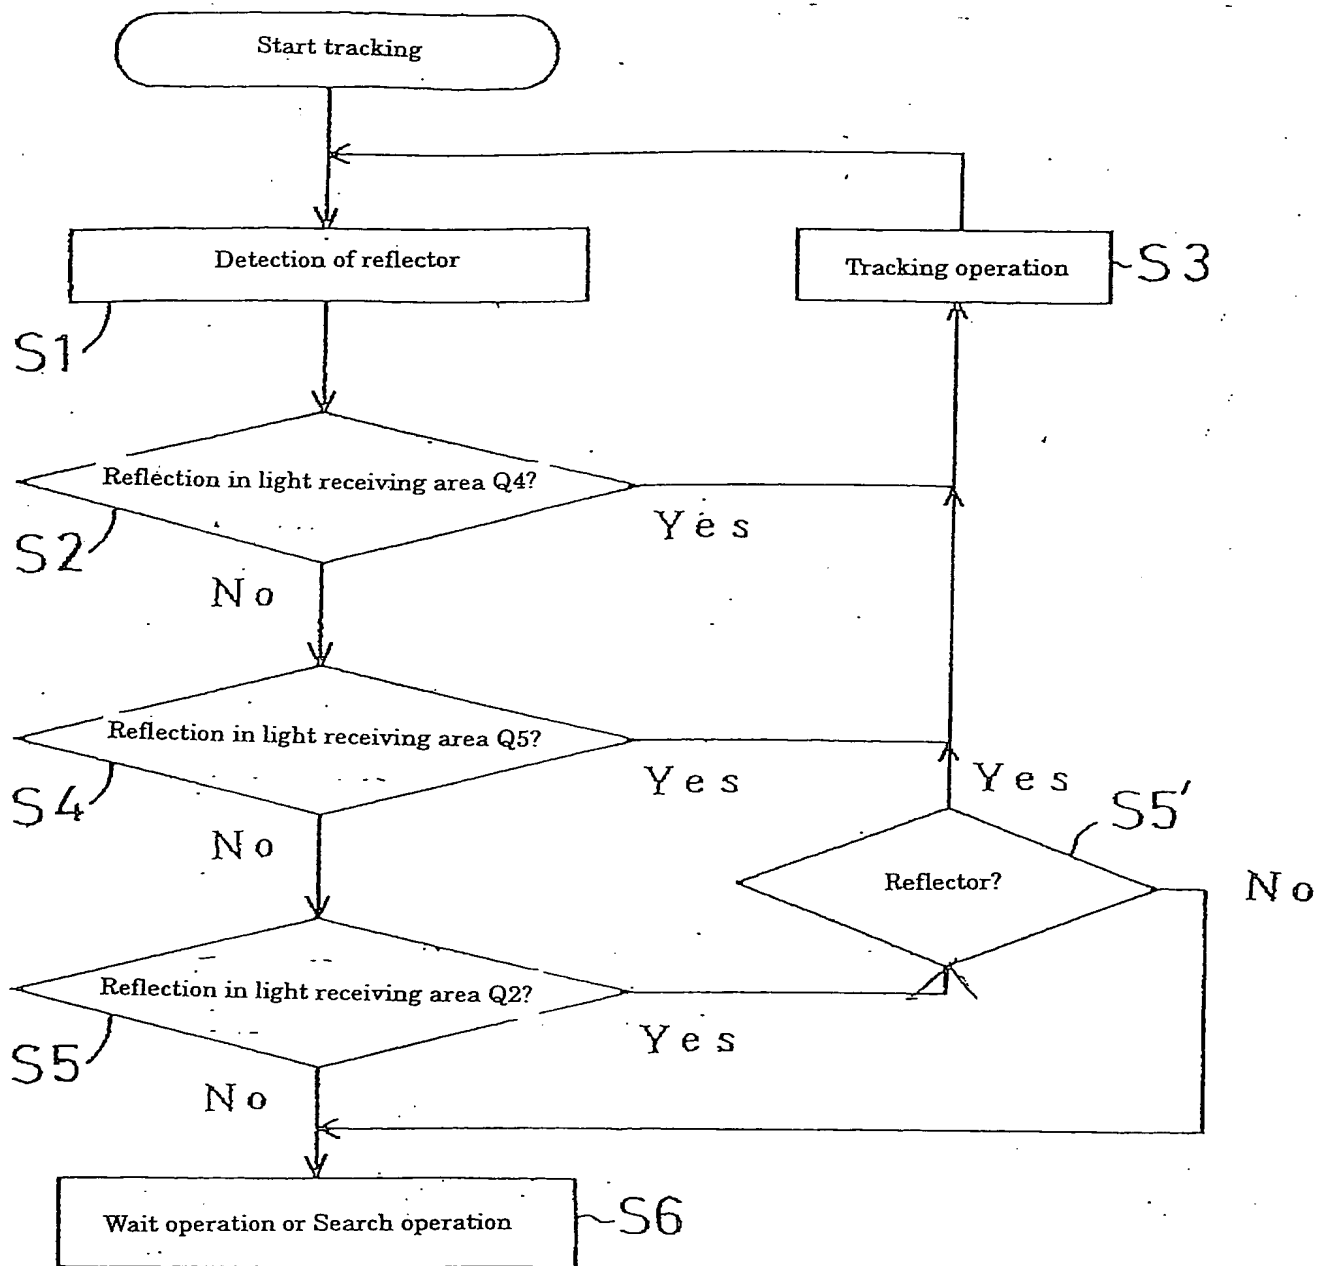 Start tracking
Detection of reflector
S1
Tracking operation
S3
Reflection in light receiving area Q4?
S2
Yes
No
Reflection in light receiving area Q5?
S4
Yes
Yes
S5'
No
Reflector?
No
Reflection in light receiving area Q2?
S5
Yes
No
Wait operation or Search operation
S6